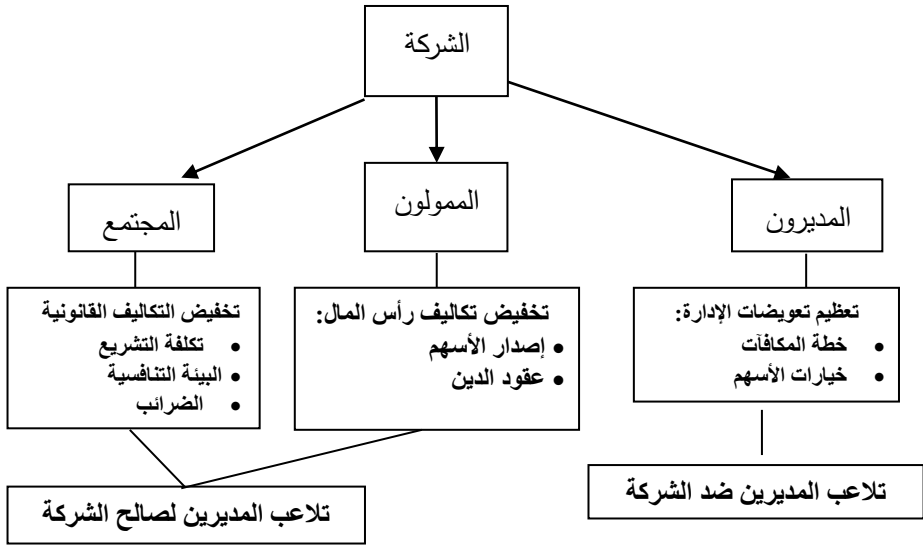 الشركة
المديرون
الممولون
المجتمع
تعظيم تعويضات الإدارة:
• خطة المكافآت
• خيارات الأسهم
تخفيض تكاليف رأس المال:
• إصدار الأسهم
• عقود الدين
تخفيض التكاليف القانونية
• تكلفة التشريع
• البيئة التنافسية
• الضرائب
تلاعب المديرين ضد الشركة
تلاعب المديرين لصالح الشركة